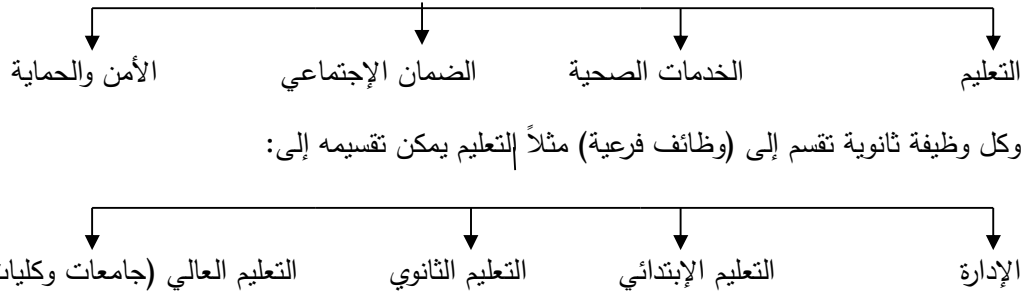 التعليم الخدمات الصحية الضمان الإجتماعي الأمن والحماية
وكل وظيفة ثانوية تقسم إلى (وظائف فرعية) مثلاً التعليم يمكن تقسيمه إلى:
الإدارة التعليم الإبتدائي التعليم الثانوي التعليم العالي (جامعات وكليات